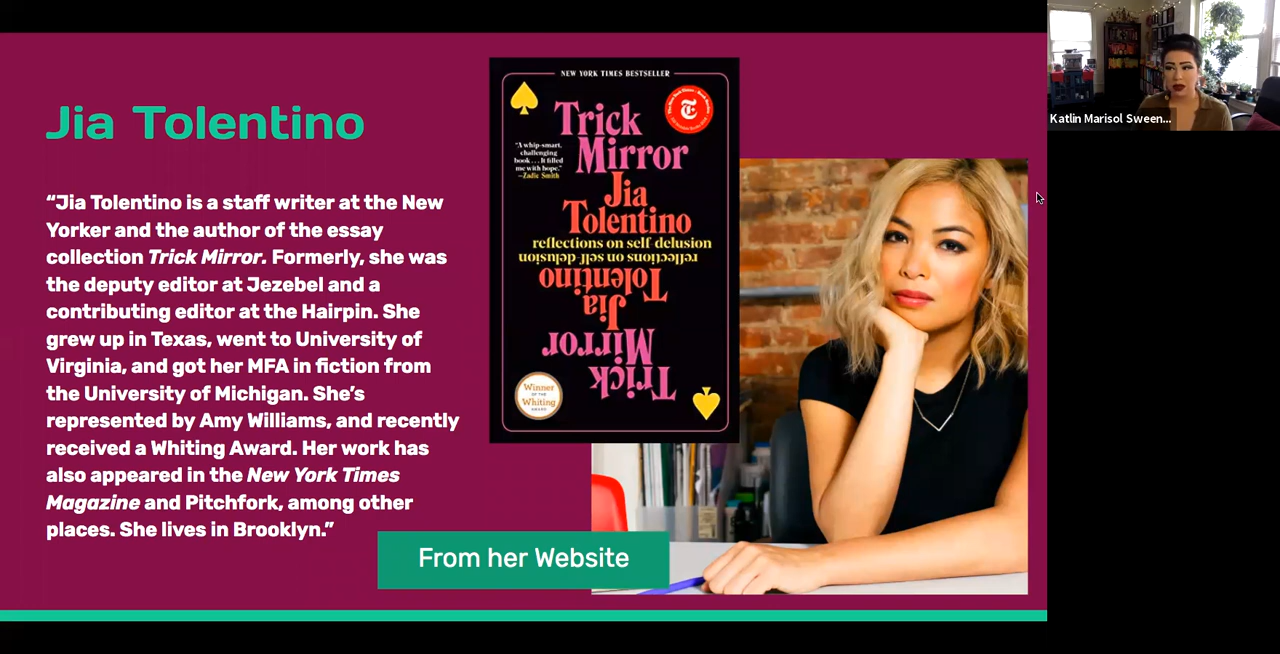 Jia Tolentino
“Jia Tolentino is a staff writer at the New
Yorker and the author of the essay
collection Trick Mirror. Formerly, she was
the deputy editor at Jezebel and a
contributing editor at the Hairpin. She
grew up in Texas, went to University of
Virginia, and got her MFA in fiction from
the University of Michigan. She’s
represented by Amy Williams, and recently
received a Whiting Award. Her work has
also appeared in the New York Times
Magazine and Pitchfork, among other
places. She lives in Brooklyn.”
From her Website
NEW YORK TIMES BESTSELLER
Trick
Mirror
"A whip-smart,
challenging
book . . . It filled
me with hope."
—Zadie Smith
Jia
Tolentino
reflections on self delusion
reflections on self delusion
Tolentino
Jia
Mirror
Trick
Winner
OF THE
Whiting
AWARD
Katlin Marisol Sween...